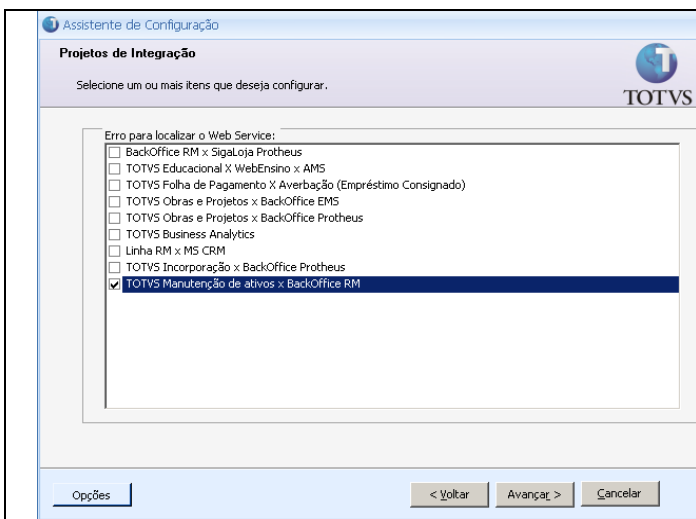 Assistente de Configuração
Projetos de Integração
Selecione um ou mais itens que deseja configurar.
TOTVS
Erro para localizar o Web Service:
BackOffice RM x SigaLoja Protheus
TOTVS Educacional X WebEnsino x AMS
TOTVS Folha de Pagamento X Averbação (Empréstimo Consignado)
TOTVS Obras e Projetos x BackOffice EMS
TOTVS Obras e Projetos x BackOffice Protheus
TOTVS Business Analytics
Linha RM x MS CRM
TOTVS Incorporação x BackOffice Protheus
TOTVS Manutenção de ativos x BackOffice RM
Opções < Voltar Avançar > Cancelar